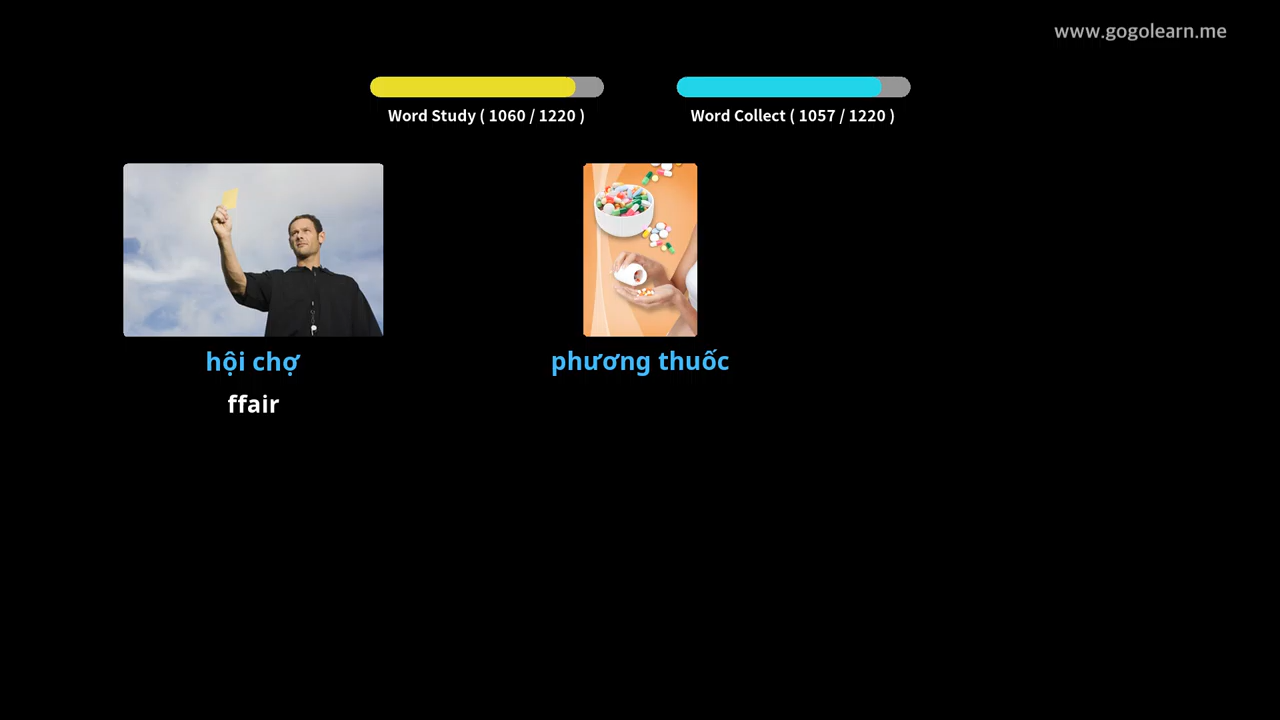 www.gogolearn.me
Word Study ( 1060 / 1220 )
Word Collect ( 1057 / 1220 )
hội chợ
phương thuốc
ffair